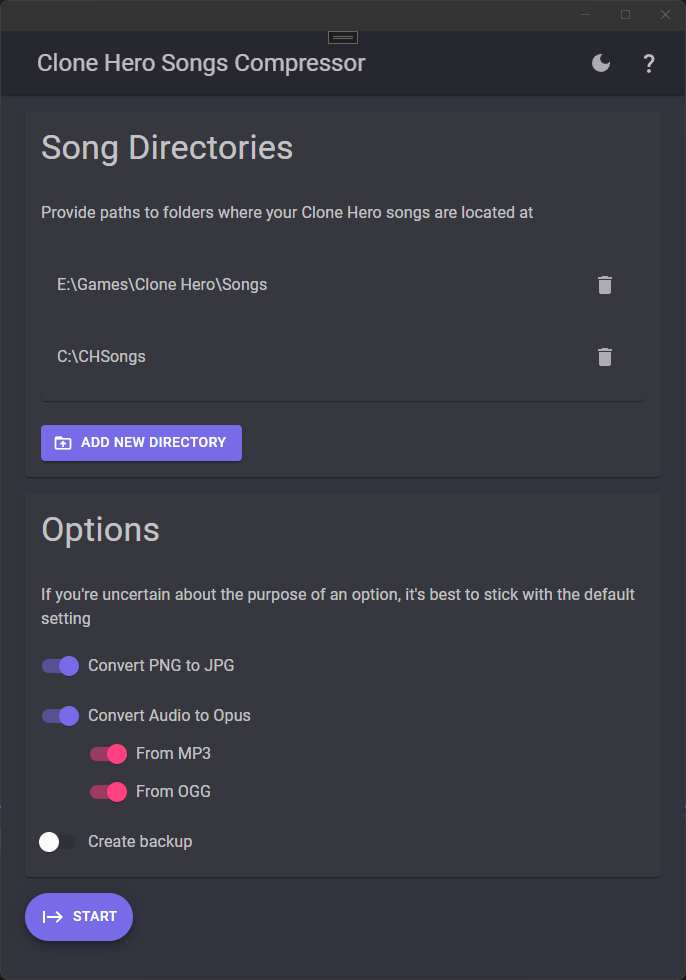 Clone Hero Songs Compressor
?
Song Directories
Provide paths to folders where your Clone Hero songs are located at
E:\Games\Clone Hero\Songs
C:\CHSongs
ADD NEW DIRECTORY
Options
If you're uncertain about the purpose of an option, it's best to stick with the default
setting
Convert PNG to JPG
Convert Audio to Opus
From MP3
From OGG
Create backup
START